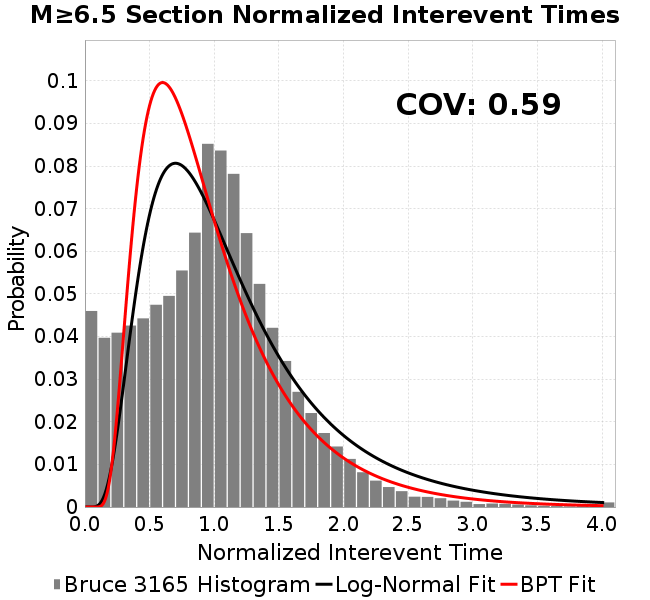 M≥6.5 Section Normalized Interevent Times
COV: 0.59
Probability
0.1
0.09
0.08
0.07
0.06
0.05
0.04
0.03
0.02
0.01
0
0.0 0.5 1.0 1.5 2.0 2.5 3.0 3.5 4.0
Normalized Interevent Time
Bruce 3165 Histogram Log-Normal Fit BPT Fit